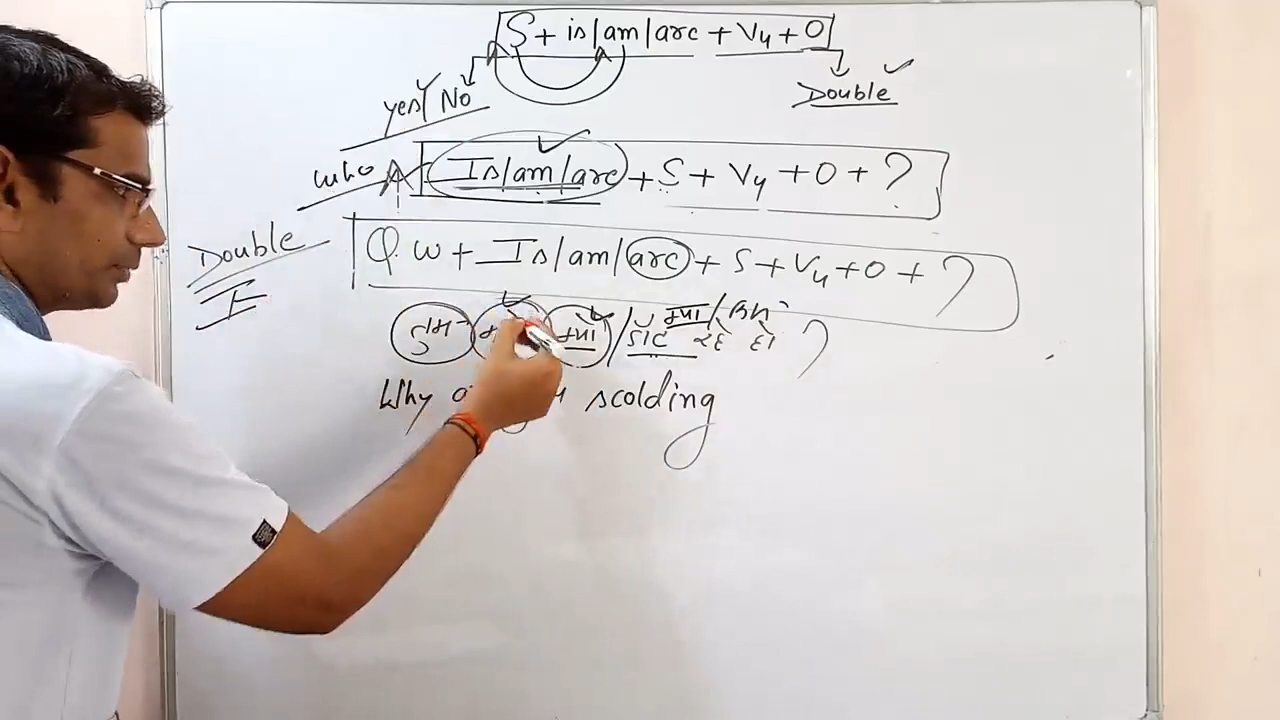 S + is/am/are + V4 + O
yes/ No Double
who Is/am/are + S + V4 + O + ?
Double Q.W + Is/am/are + S + V4 + O + ?
I
तुम डांट रहे हो ?
Why scolding